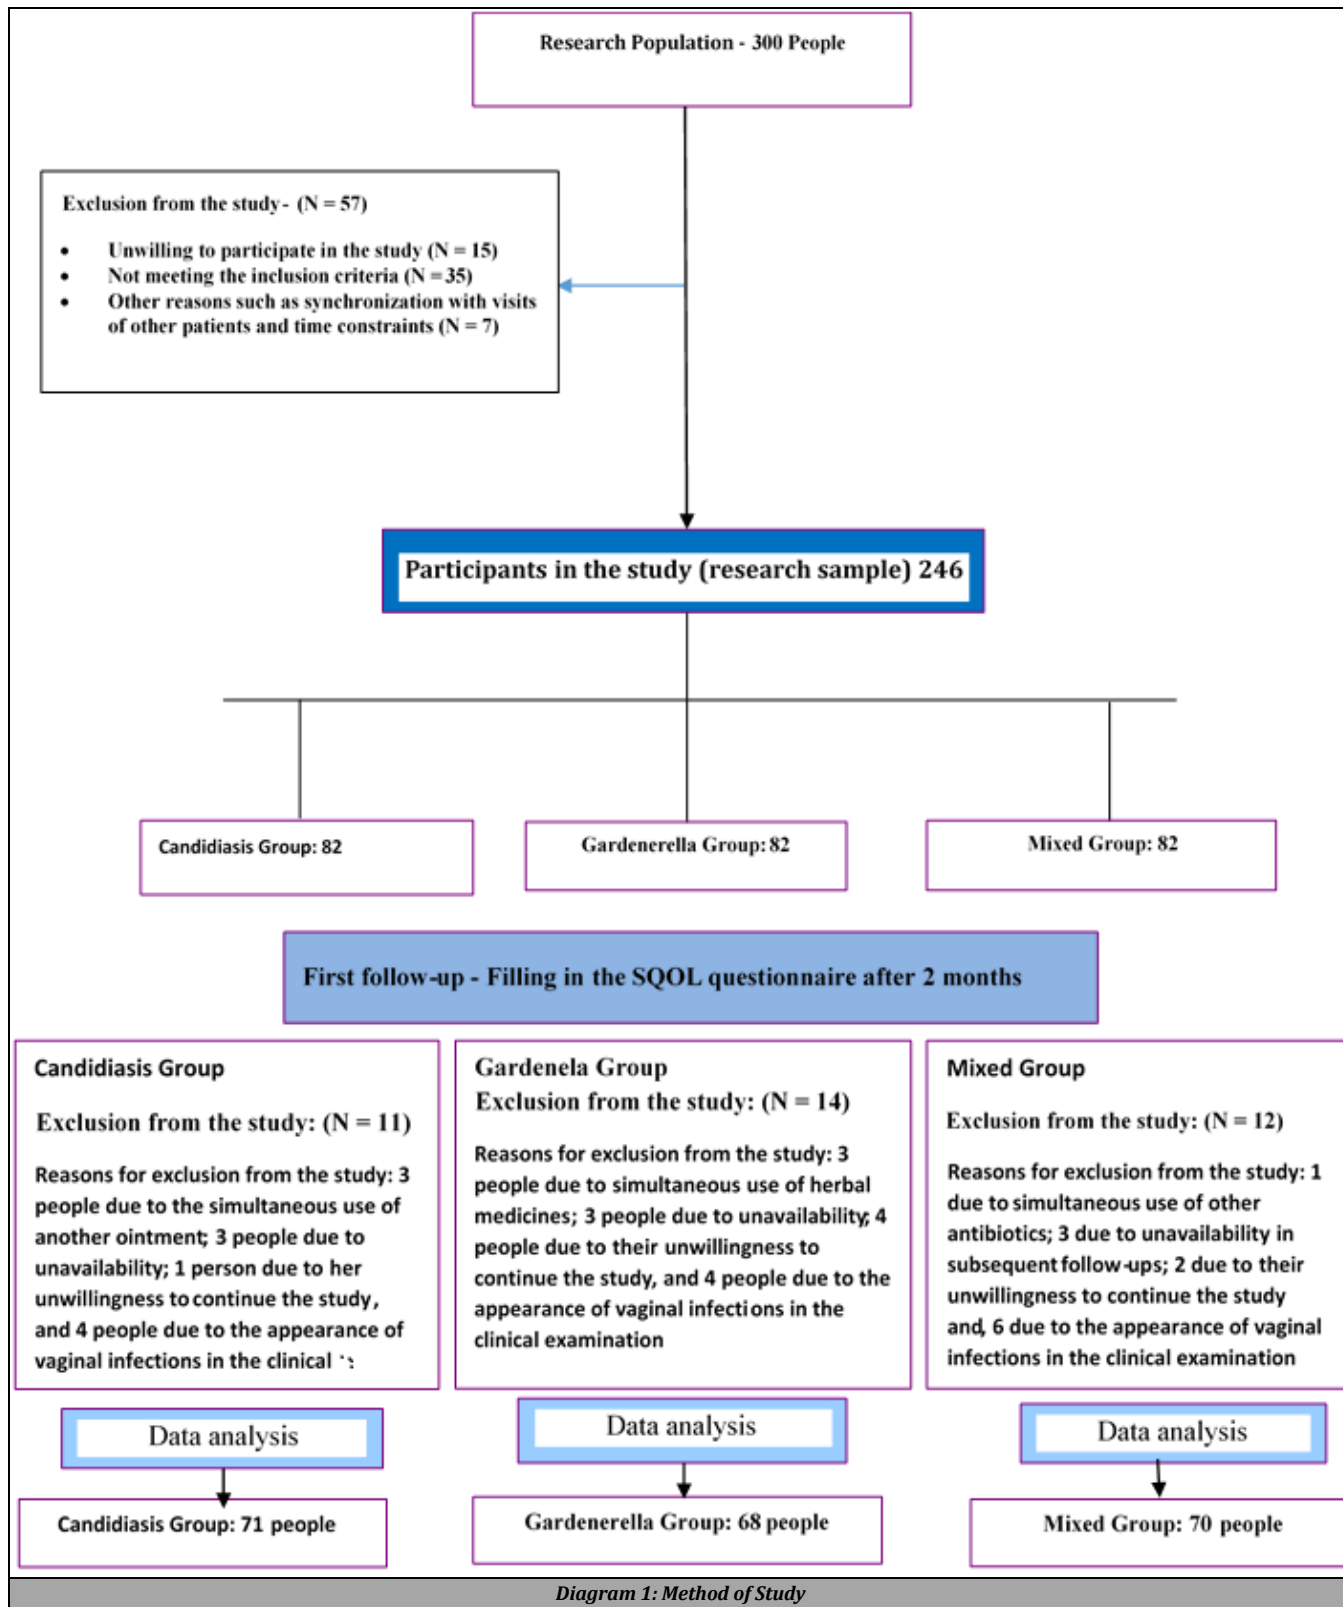 Research Population - 300 People
Exclusion from the study- (N = 57)
• Unwilling to participate in the study (N = 15)
• Not meeting the inclusion criteria (N = 35)
• Other reasons such as synchronization with visits
of other patients and time constraints (N = 7)
Participants in the study (research sample) 246
Candidiasis Group: 82
Gardenerella Group: 82
Mixed Group: 82
First follow-up - Filling in the SQOL questionnaire after 2 months
Candidiasis Group
Exclusion from the study: (N = 11)
Reasons for exclusion from the study: 3
people due to the simultaneous use of
another ointment; 3 people due to
unavailability; 1 person due to her
unwillingness to continue the study,
and 4 people due to the appearance of
vaginal infections in the clinical
Gardenela Group
Exclusion from the study: (N = 14)
Reasons for exclusion from the study: 3
people due to simultaneous use of herbal
medicines; 3 people due to unavailability; 4
people due to their unwillingness to
continue the study, and 4 people due to the
appearance of vaginal infections in the
clinical examination
Mixed Group
Exclusion from the study: (N = 12)
Reasons for exclusion from the study: 1
due to simultaneous use of other
antibiotics; 3 due to unavailability in
subsequent follow-ups; 2 due to their
unwillingness to continue the study
and, 6 due to the appearance of vaginal
infections in the clinical examination
Data analysis
Data analysis
Data analysis
Candidiasis Group: 71 people
Gardenerella Group: 68 people
Mixed Group: 70 people
Diagram 1: Method of Study